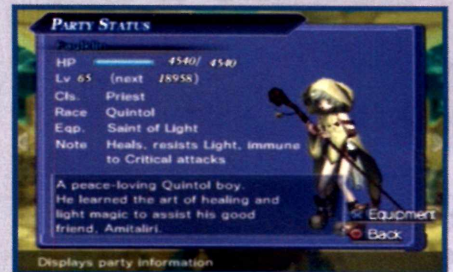 PARTY STATUS
HP 4540/ 4540
Lv 65 (next 18958)
Cls. Priest
Race Quintol
Eqp. Saint of Light
Note Heals, resists Light, immune
to Critical attacks
A peace-loving Quintol boy.
He learned the art of healing and
light magic to assist his good
friend, Amitaliri.
Equipment
Back
Displays party information